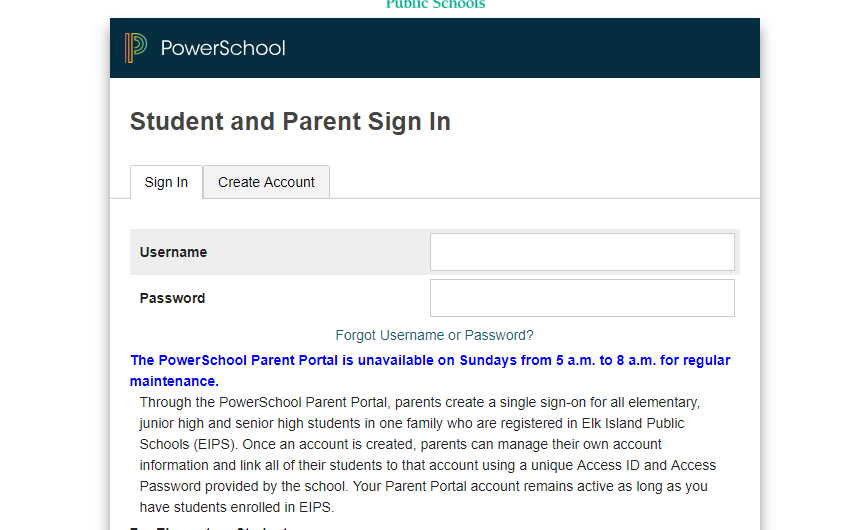 Public Schools
PowerSchool
Student and Parent Sign In
Sign In Create Account
Username
Password
Forgot Username or Password?
The PowerSchool Parent Portal is unavailable on Sundays from 5 a.m. to 8 a.m. for regular
maintenance.
Through the PowerSchool Parent Portal, parents create a single sign-on for all elementary,
junior high and senior high students in one family who are registered in Elk Island Public
Schools (EIPS). Once an account is created, parents can manage their own account
information and link all of their students to that account using a unique Access ID and Access
Password provided by the school. Your Parent Portal account remains active as long as you
have students enrolled in EIPS.